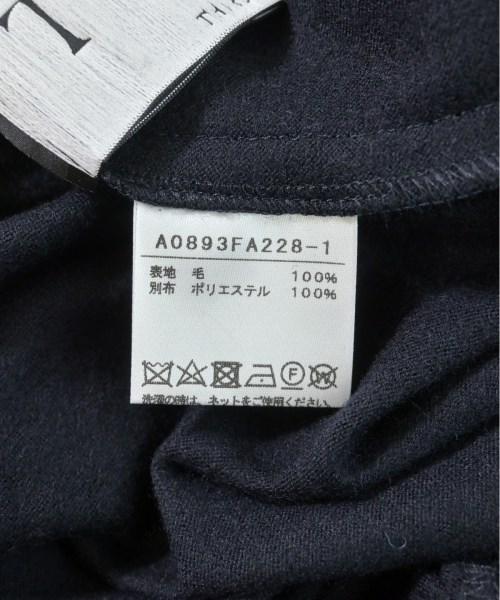 A0893FA228-1
表地 毛 100%
別布 ポリエステル 100%
洗濯の時は、ネットをご使用ください。